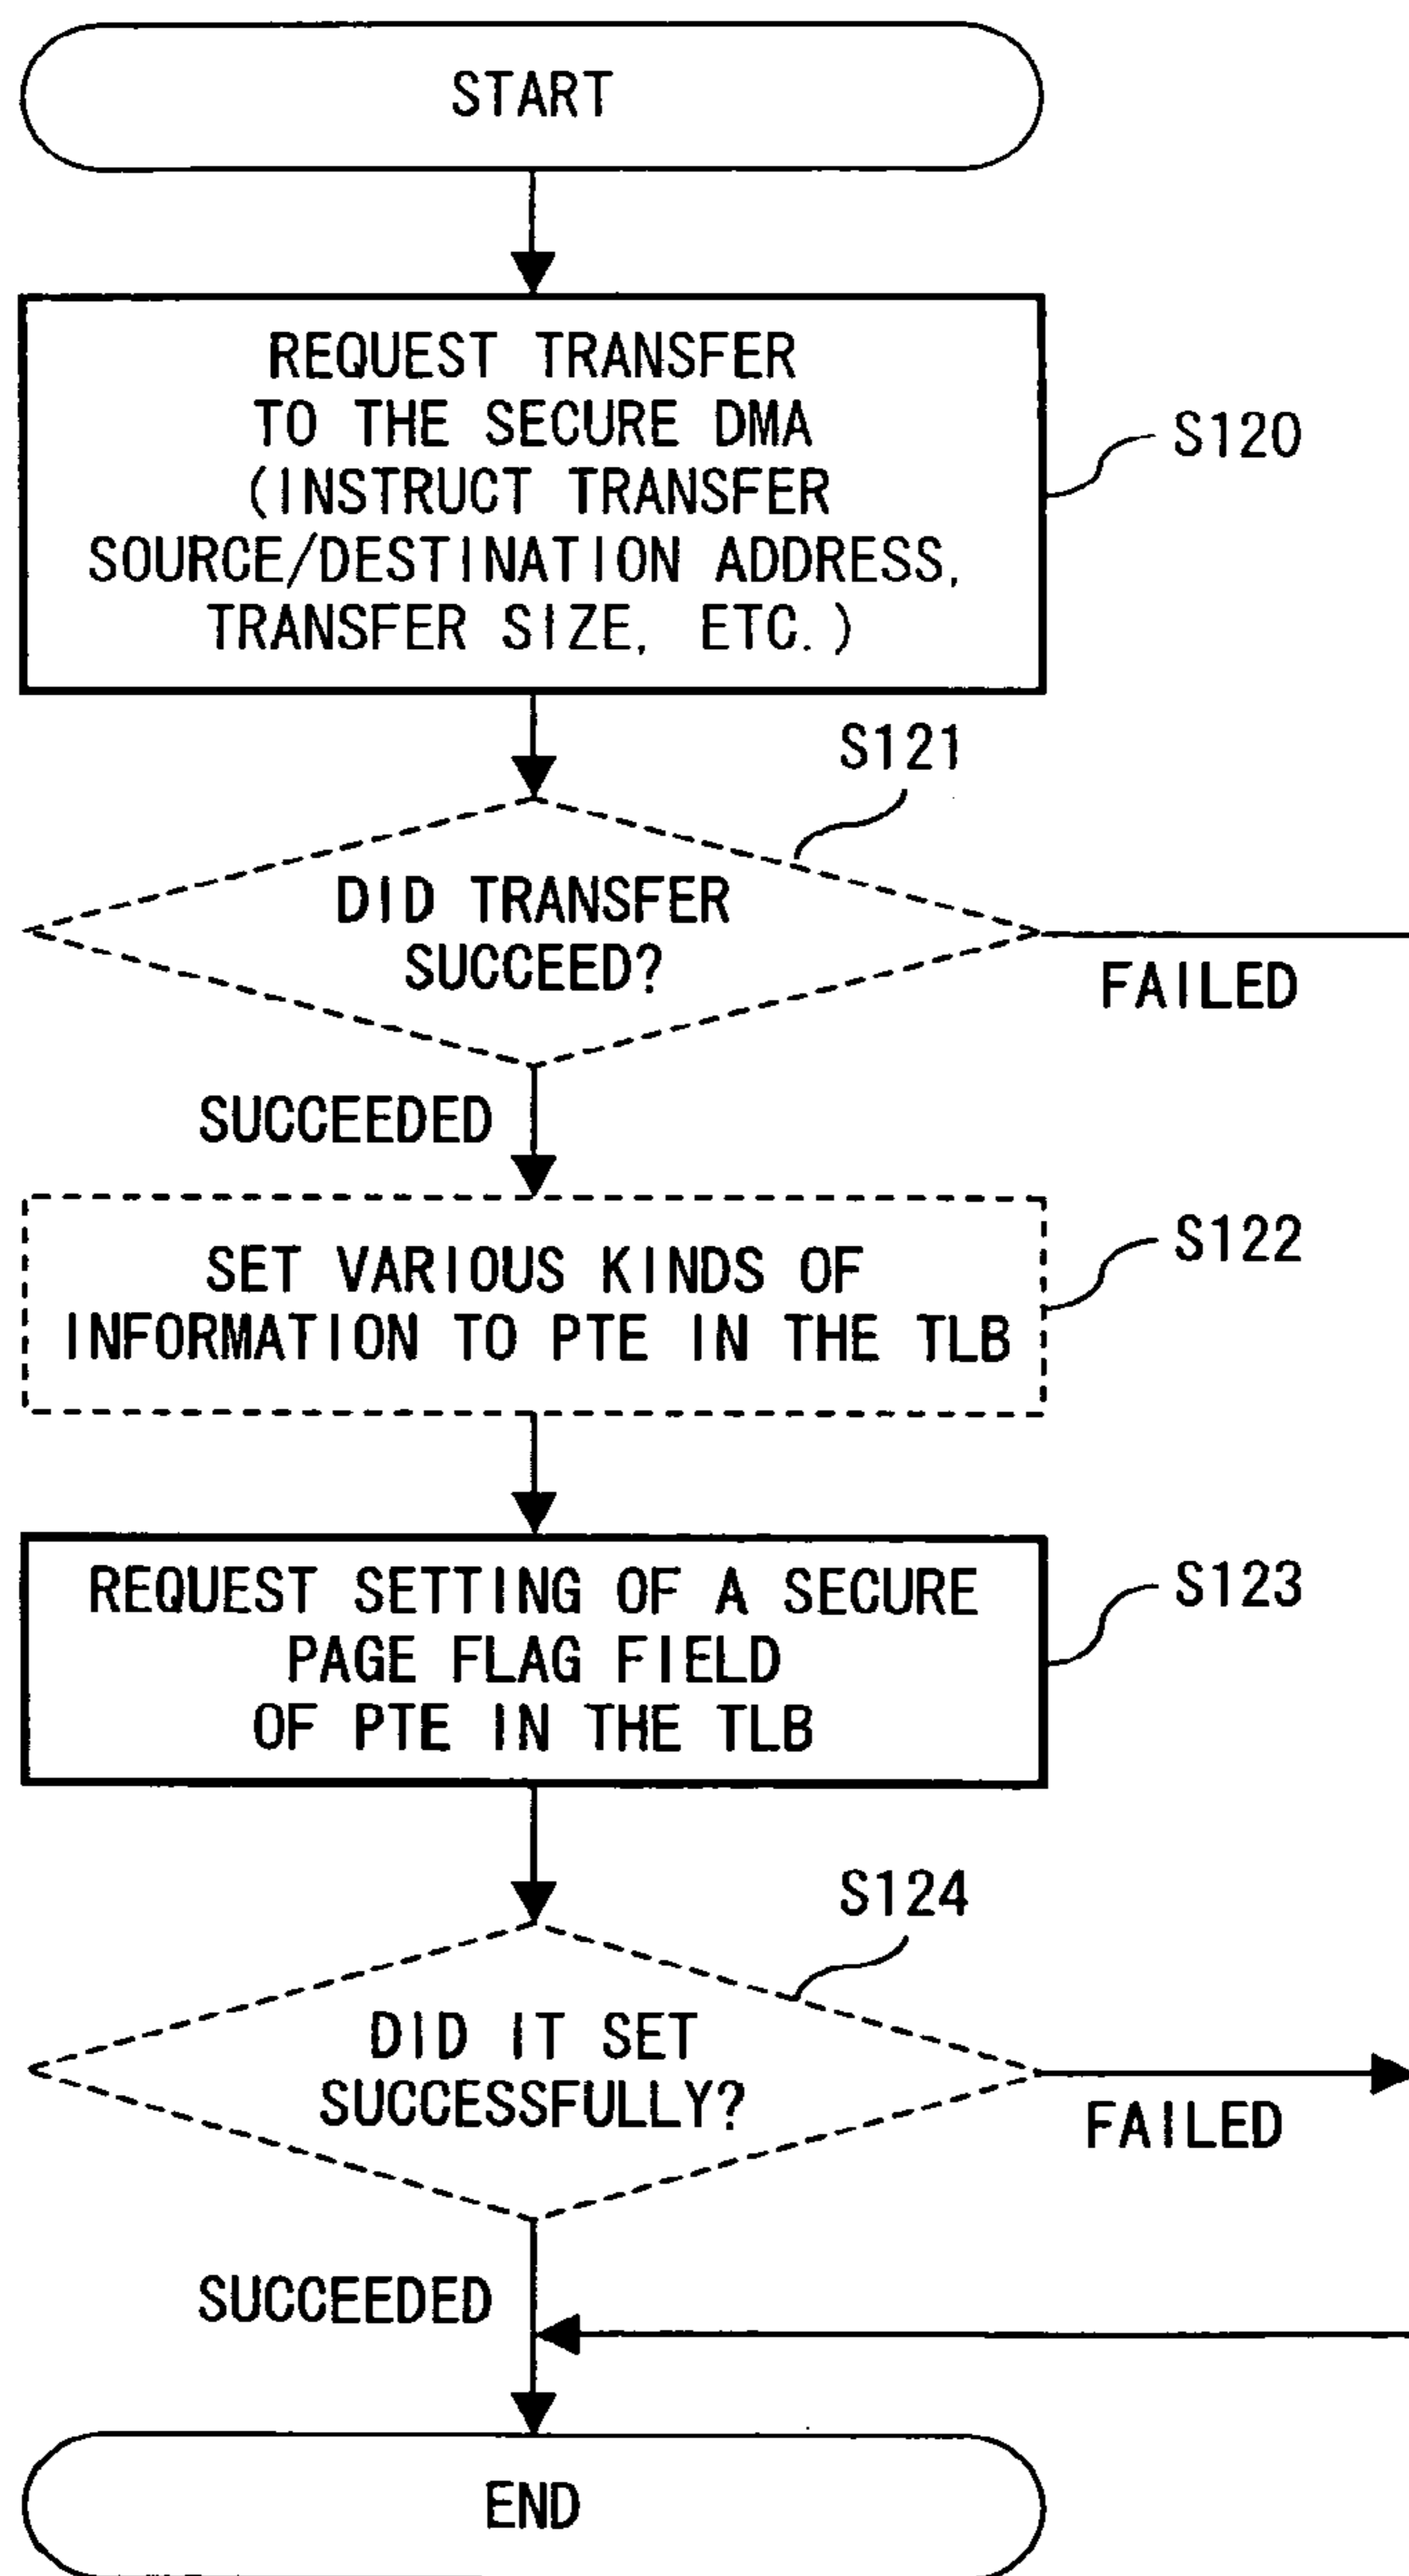 START
REQUEST TRANSFER
TO THE SECURE DMA
(INSTRUCT TRANSFER
SOURCE/DESTINATION ADDRESS,
TRANSFER SIZE, ETC.)
S120
S121
DID TRANSFER
SUCCEED?
FAILED
SUCCEEDED
SET VARIOUS KINDS OF
INFORMATION TO PTE IN THE TLB
S122
REQUEST SETTING OF A SECURE
PAGE FLAG FIELD
OF PTE IN THE TLB
S123
S124
DID IT SET
SUCCESSFULLY?
FAILED
SUCCEEDED
END